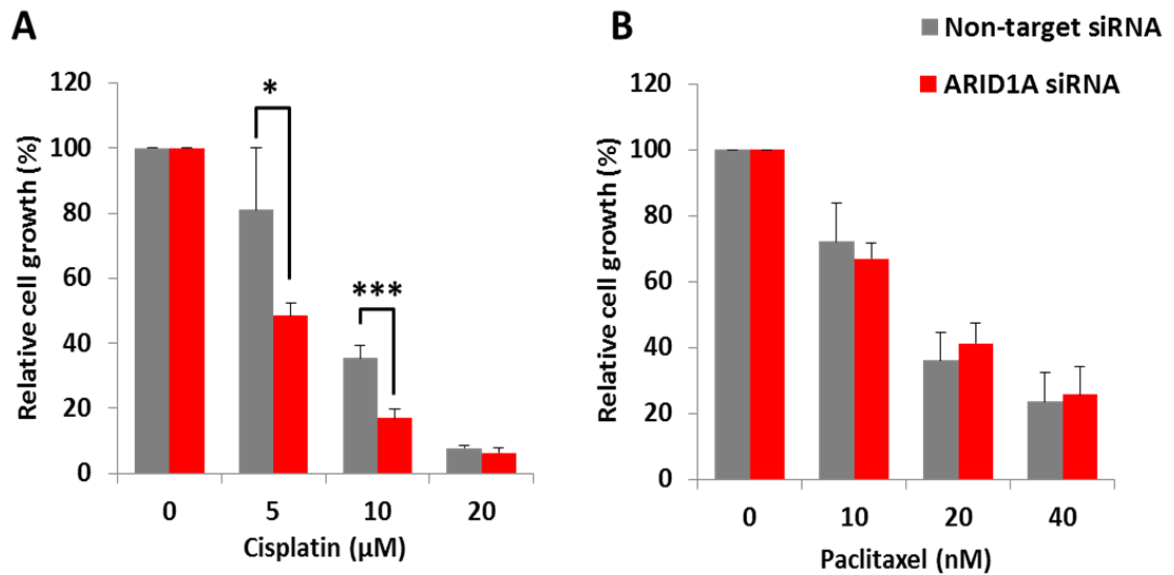 A
Relative cell growth (%)
120
100
80
60
40
20
0
*
***
0 5 10 20
Cisplatin (μM)
B
Non-target siRNA
ARID1A siRNA
Relative cell growth (%)
120
100
80
60
40
20
0
0 10 20 40
Paclitaxel (nM)